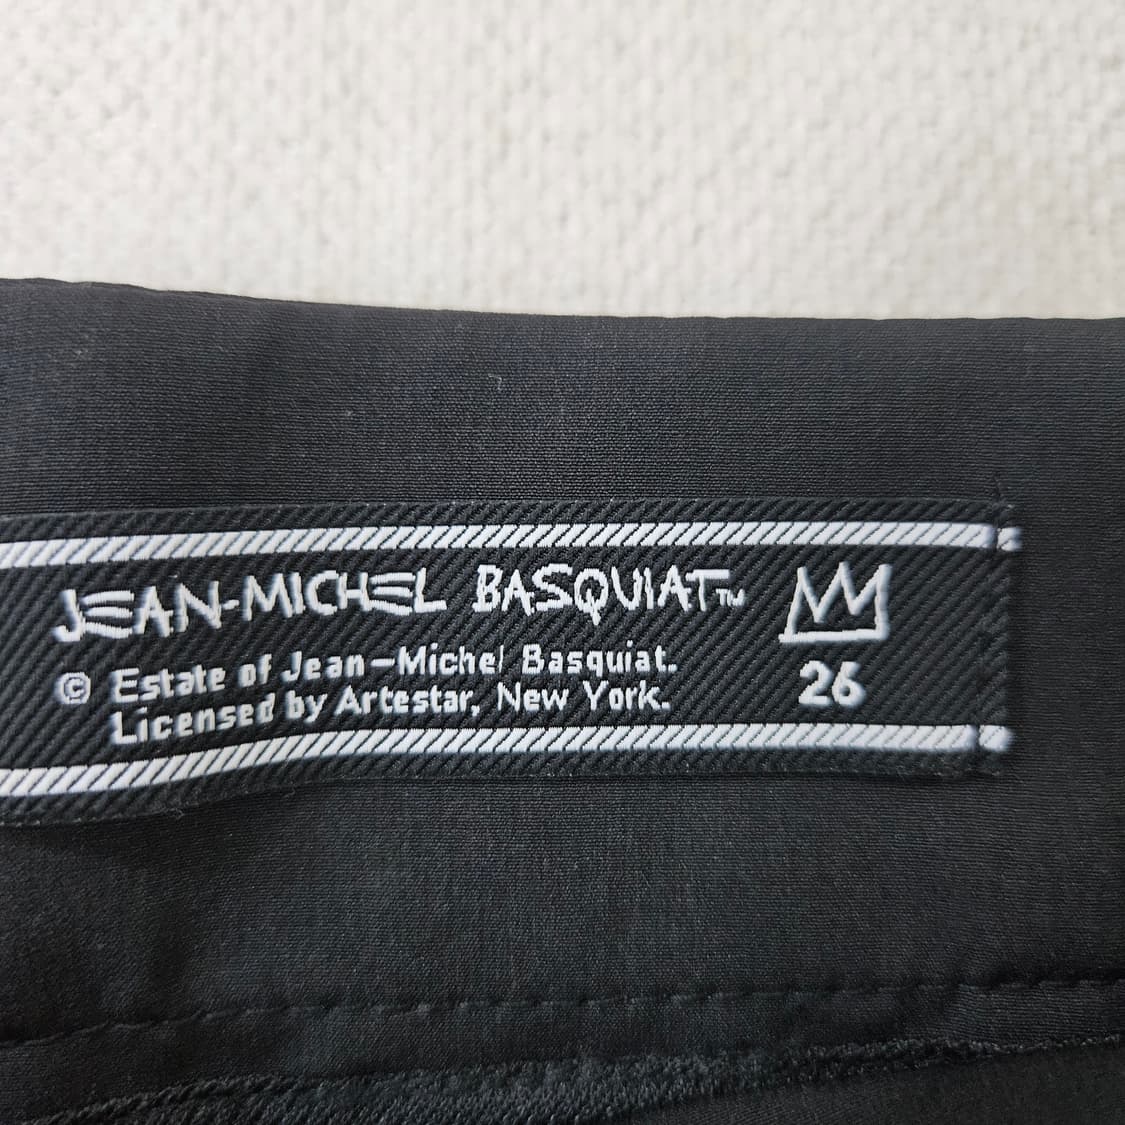 JEAN-MICHEL BASQUIAT™
© Estate of Jean-Michel Basquiat.
Licensed by Artestar, New York.
26